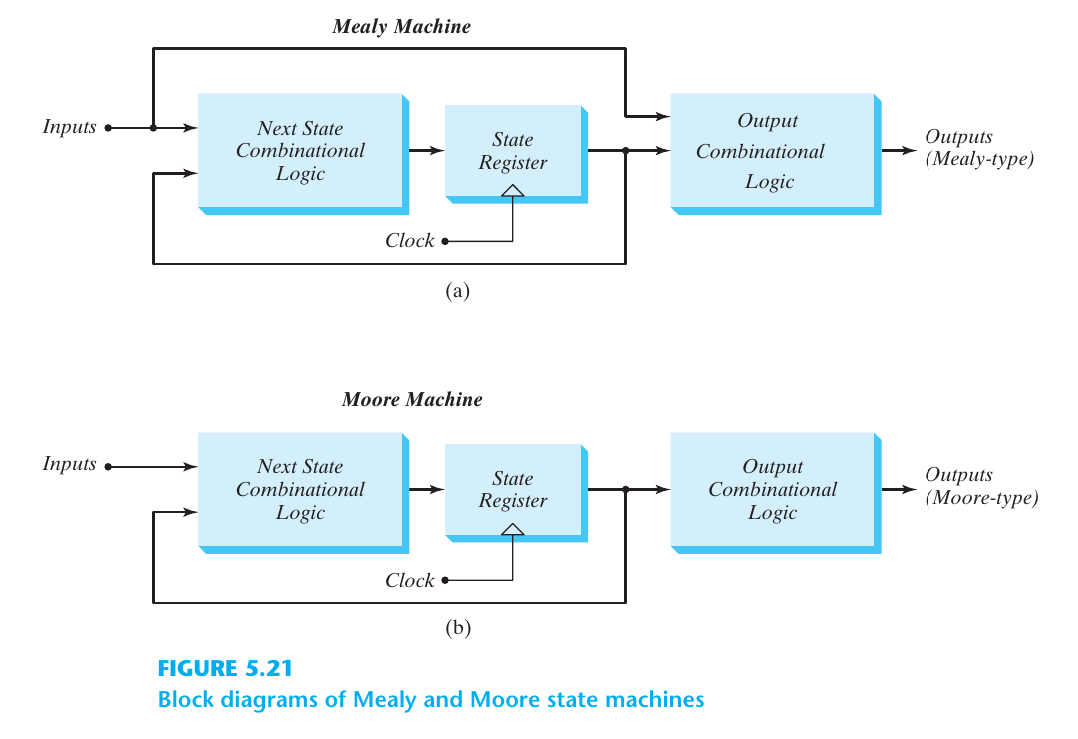 Mealy Machine
Inputs
Next State
Combinational
Logic
State
Register
Clock
Output
Combinational
Logic
Outputs
(Mealy-type)
(a)
Moore Machine
Inputs
Next State
Combinational
Logic
State
Register
Clock
Output
Combinational
Logic
Outputs
(Moore-type)
(b)
FIGURE 5.21
Block diagrams of Mealy and Moore state machines